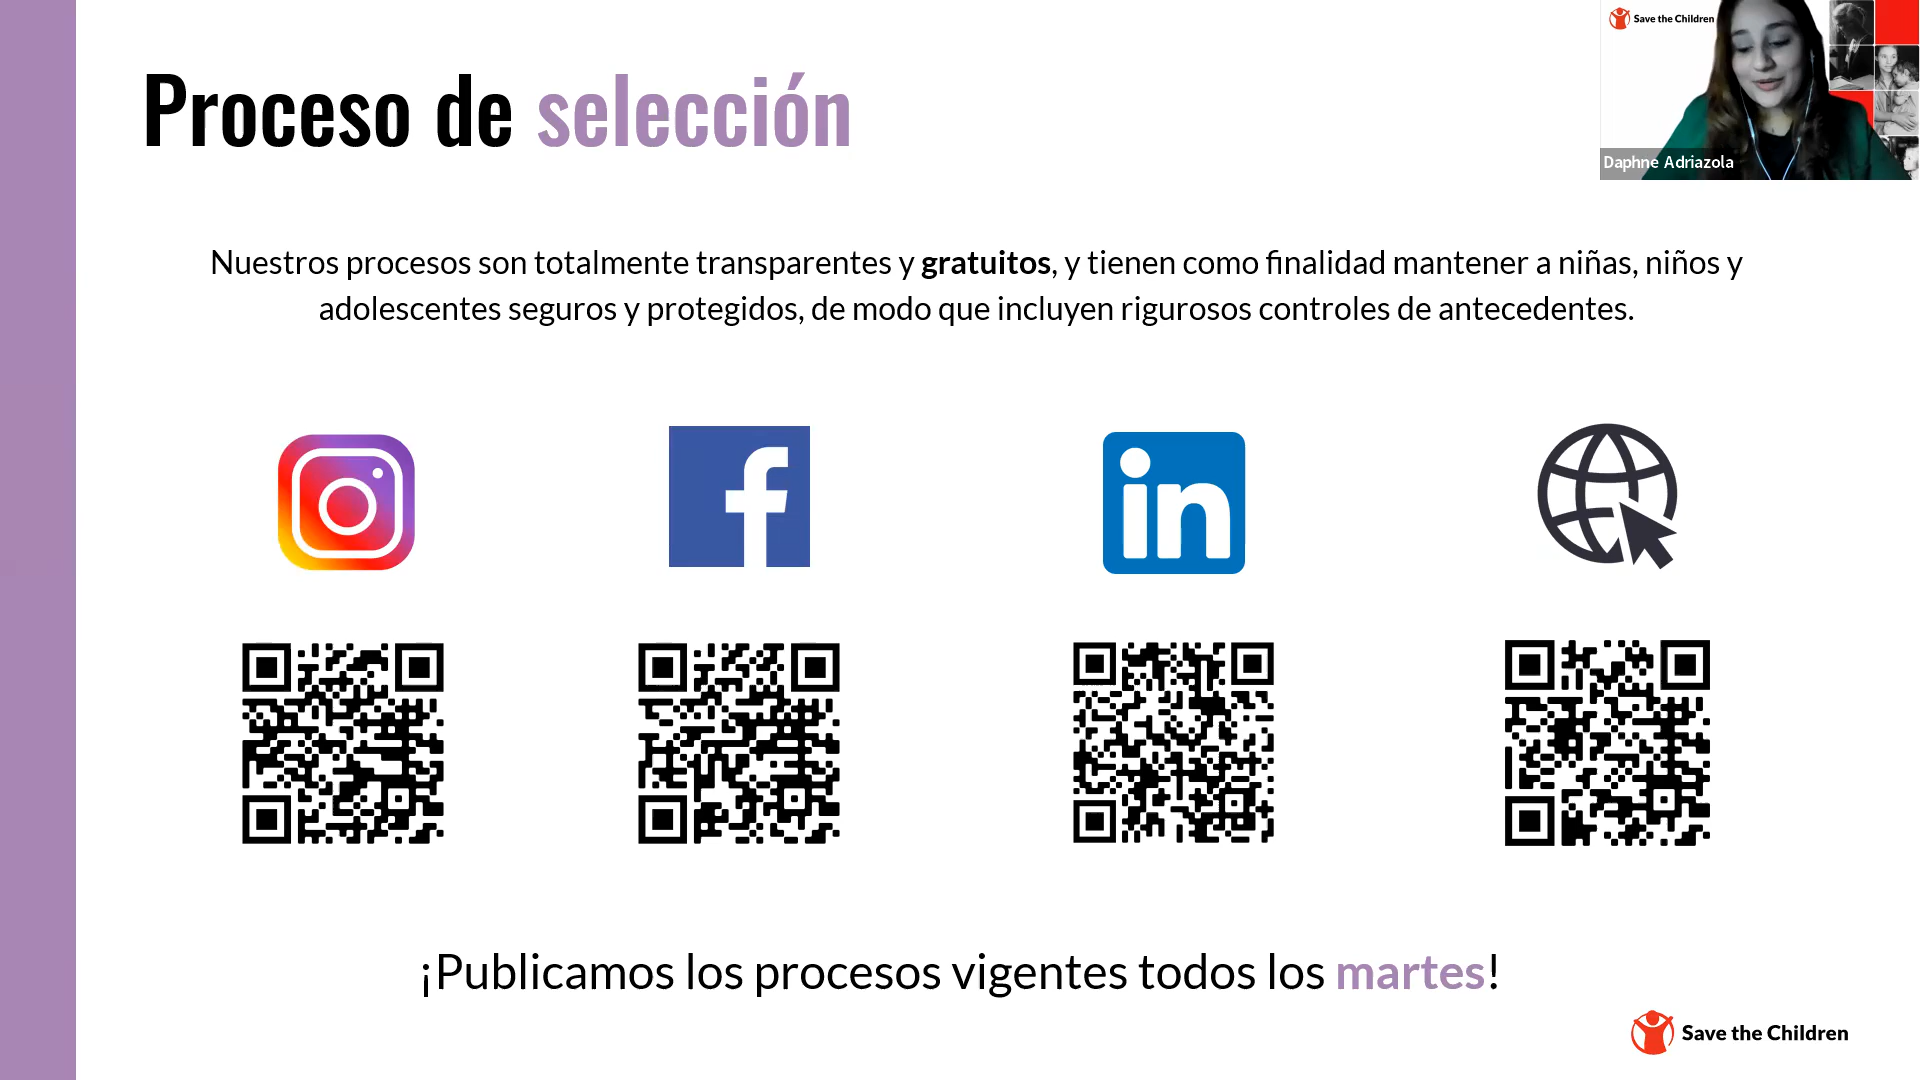 Proceso de selección
Save the Children
Daphne Adriazola
Nuestros procesos son totalmente transparentes y gratuitos, y tienen como finalidad mantener a niñas, niños y
adolescentes seguros y protegidos, de modo que incluyen rigurosos controles de antecedentes.
¡Publicamos los procesos vigentes todos los martes!
Save the Children